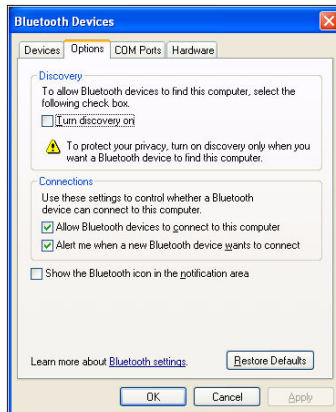 Bluetooth Devices
Devices Options COM Ports Hardware
Discovery
To allow Bluetooth devices to find this computer, select the
following check box.
Turn discovery on
To protect your privacy, turn on discovery only when you
want a Bluetooth device to find this computer.
Connections
Use these settings to control whether a Bluetooth
device can connect to this computer.
Allow Bluetooth devices to connect to this computer
Alert me when a new Bluetooth device wants to connect
Show the Bluetooth icon in the notification area
Learn more about Bluetooth settings. Restore Defaults
OK Cancel Apply